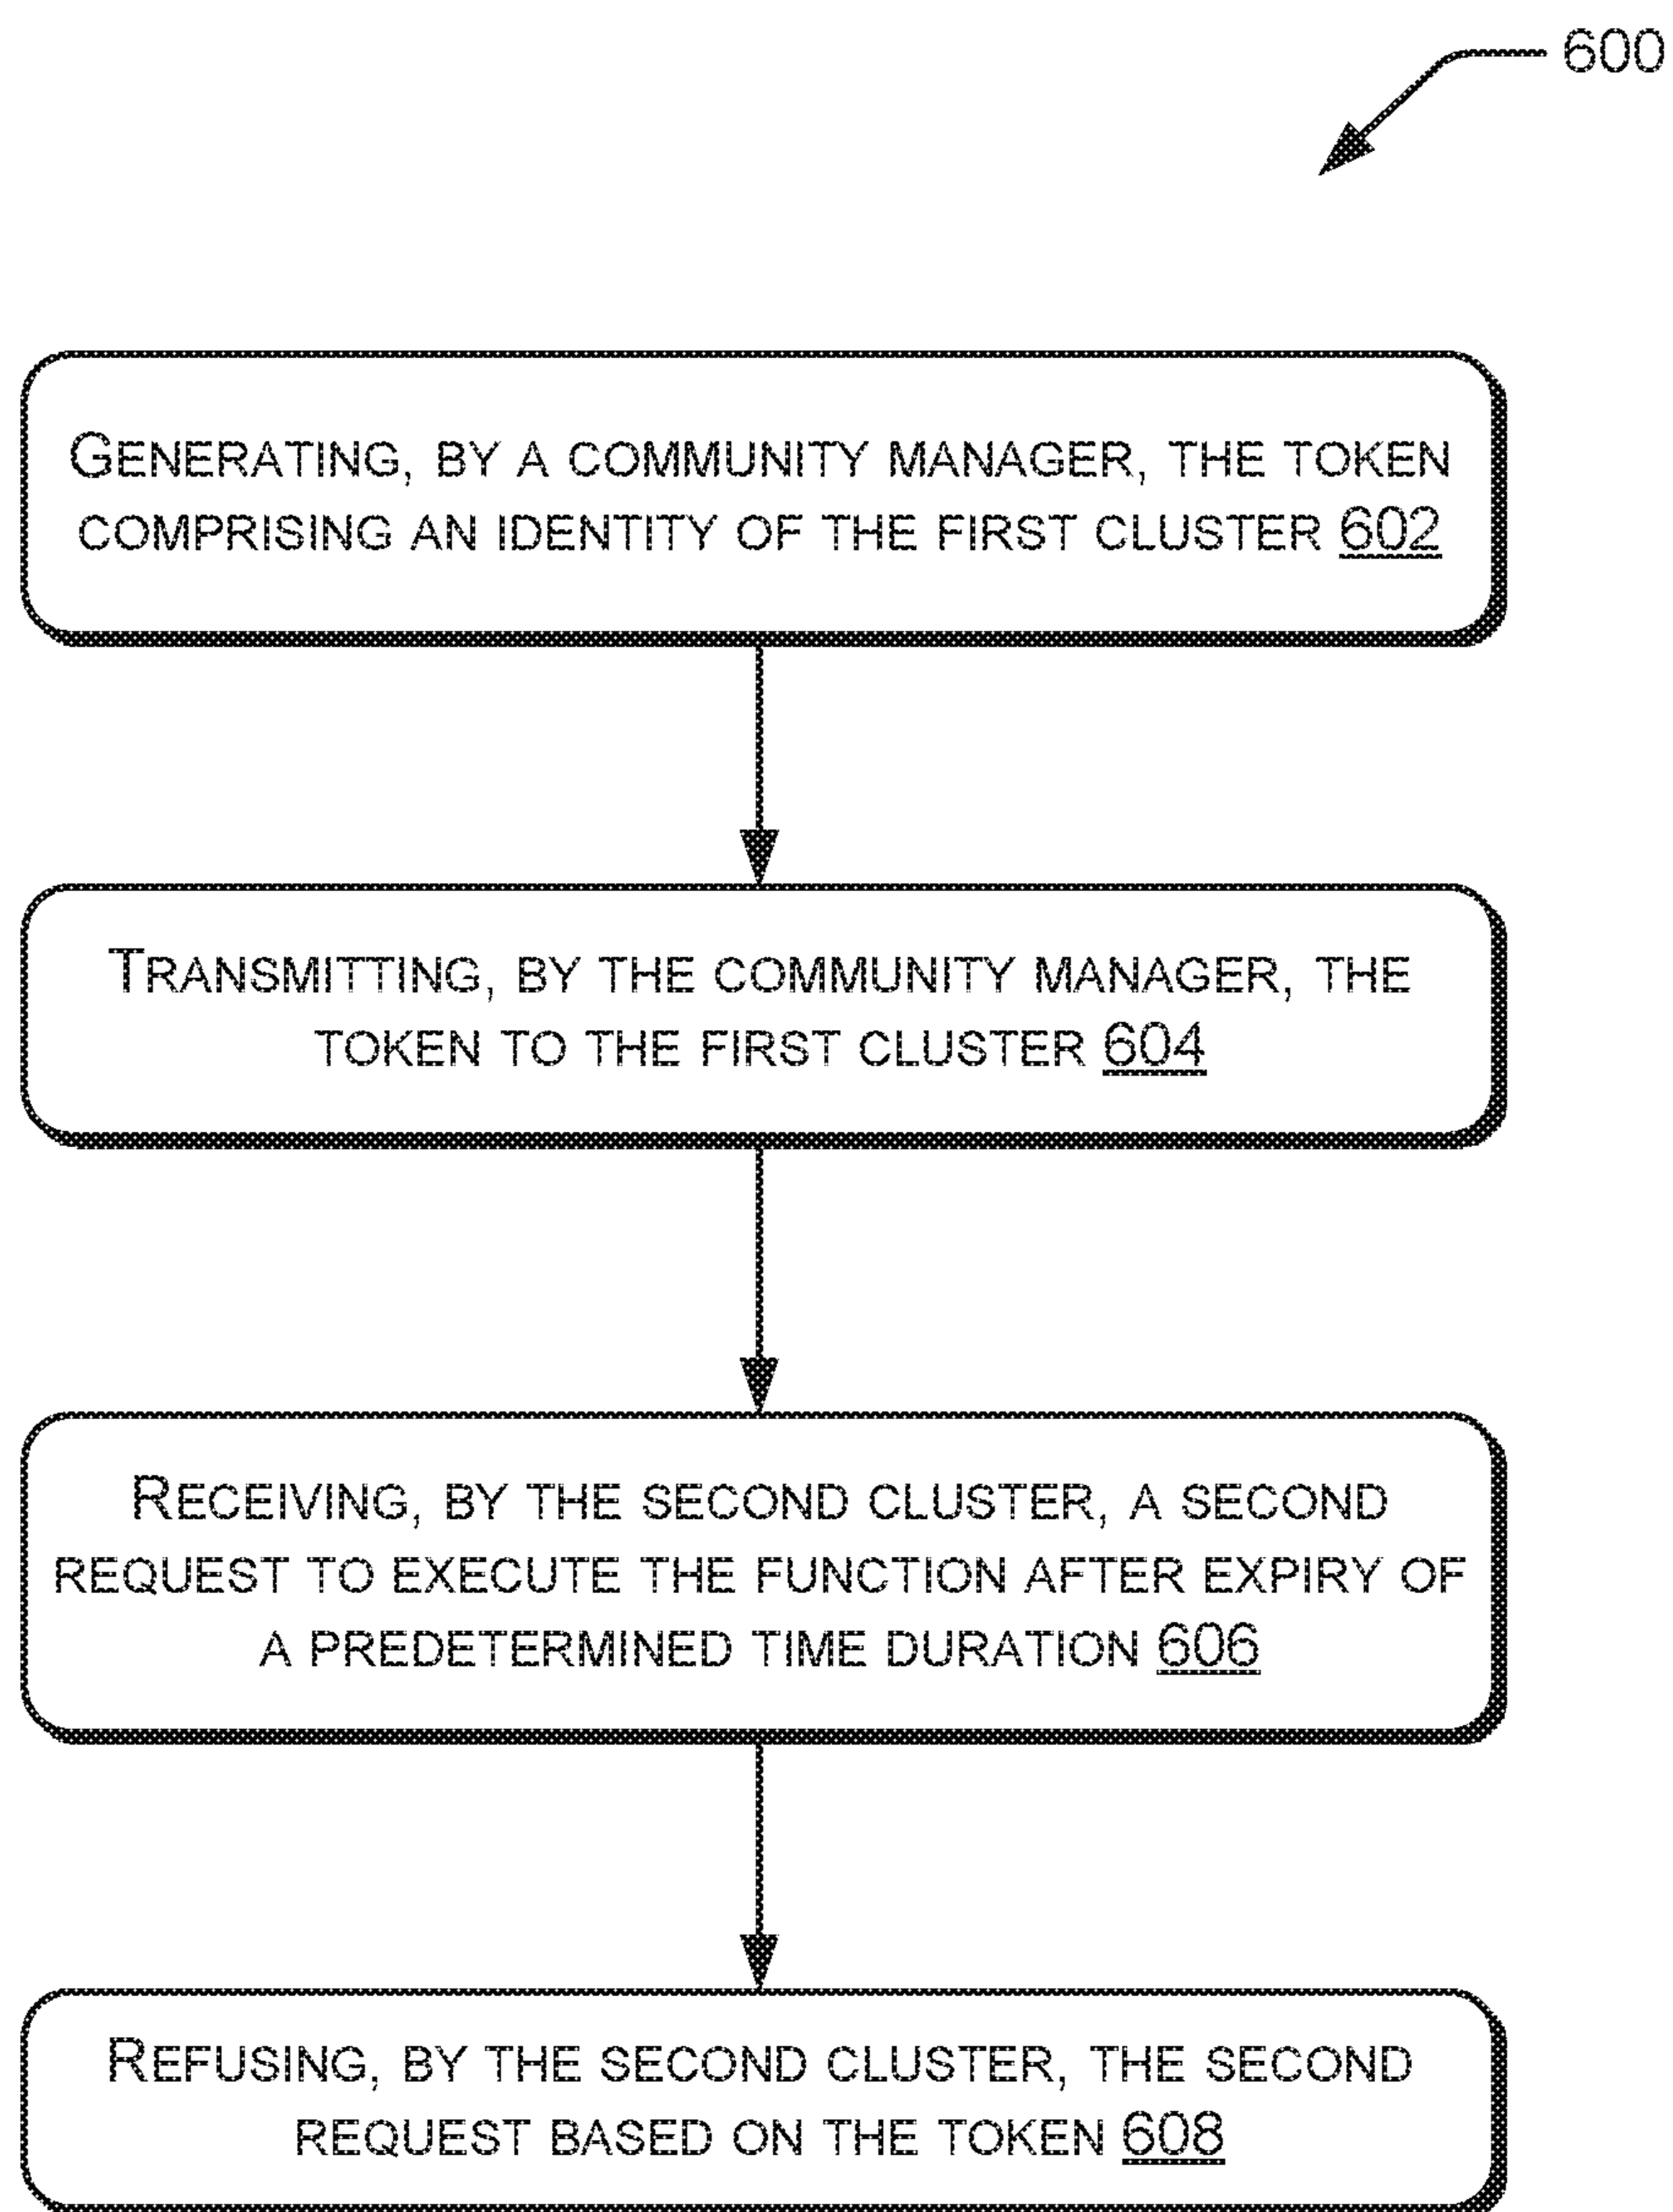 600
GENERATING, BY A COMMUNITY MANAGER, THE TOKEN
COMPRISING AN IDENTITY OF THE FIRST CLUSTER 602
TRANSMITTING, BY THE COMMUNITY MANAGER, THE
TOKEN TO THE FIRST CLUSTER 604
RECEIVING, BY THE SECOND CLUSTER, A SECOND
REQUEST TO EXECUTE THE FUNCTION AFTER EXPIRY OF
A PREDETERMINED TIME DURATION 606
REFUSING, BY THE SECOND CLUSTER, THE SECOND
REQUEST BASED ON THE TOKEN 608